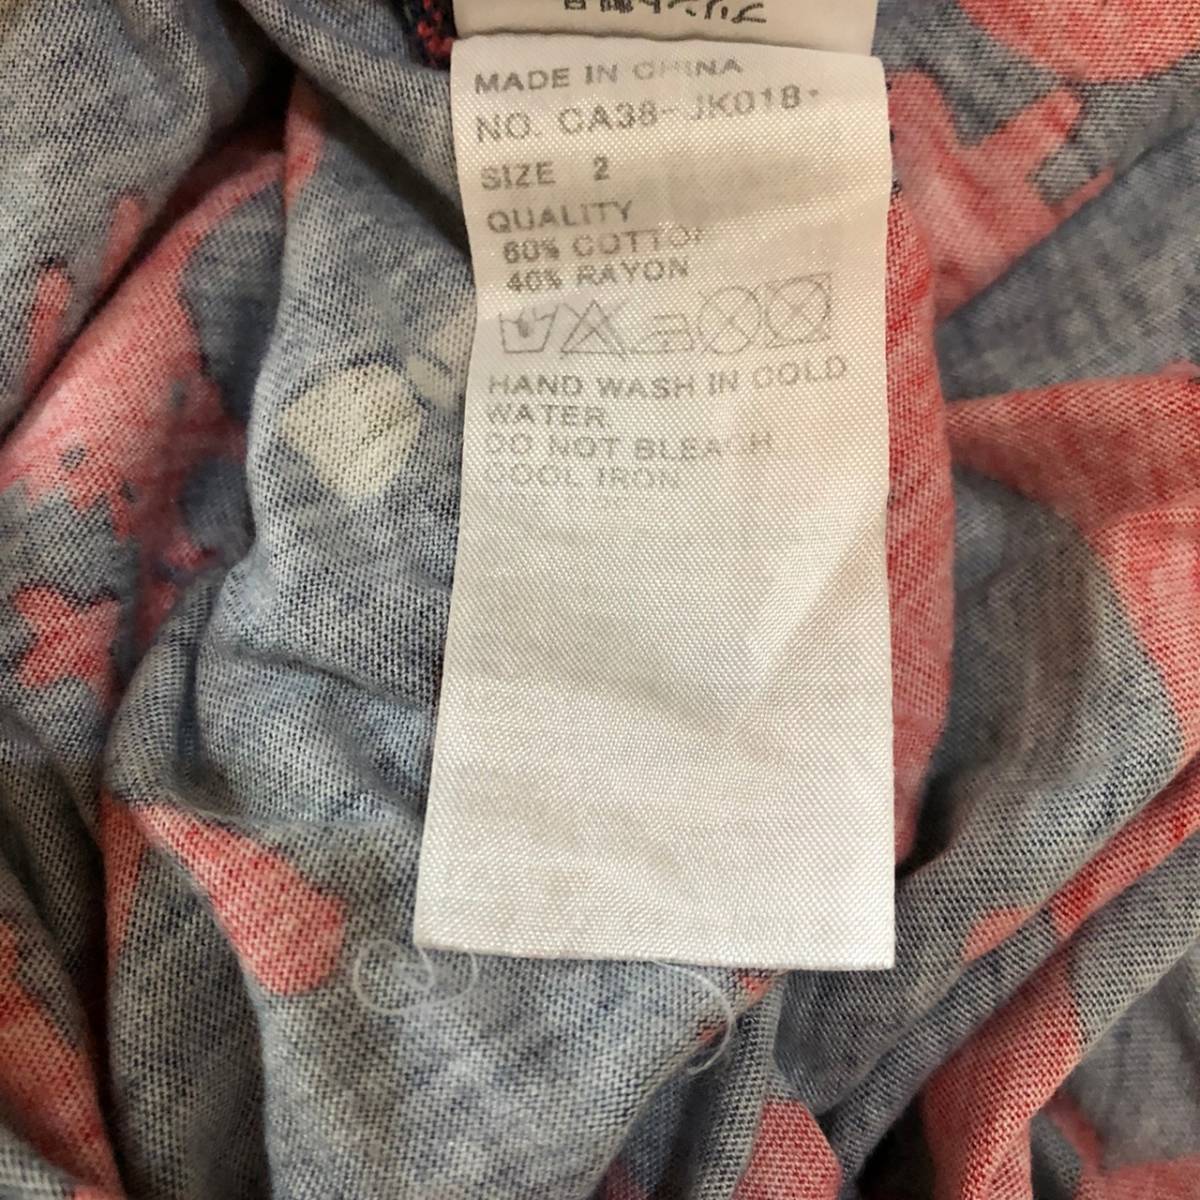 MADE IN CHINA
NO. CA38-JK01B
SIZE 2
QUALITY
60% COTTON
40% RAYON
HAND WASH IN COLD
WATER.
DO NOT BLEACH
COOL IRON